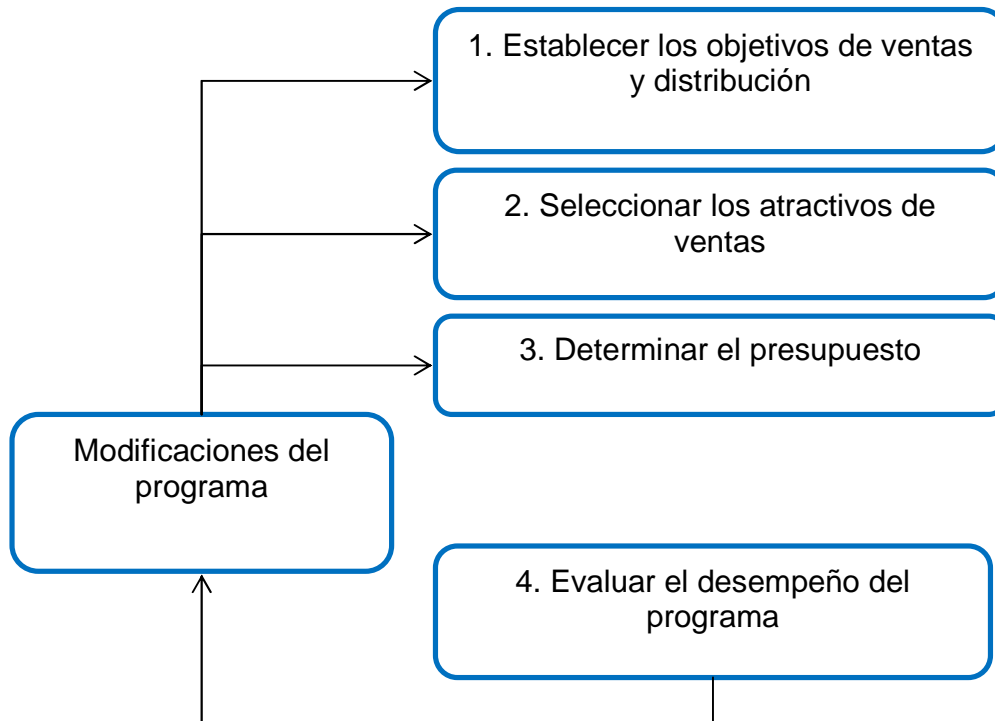 1. Establecer los objetivos de ventas
y distribución
2. Seleccionar los atractivos de
ventas
3. Determinar el presupuesto
Modificaciones del
programa
4. Evaluar el desempeño del
programa